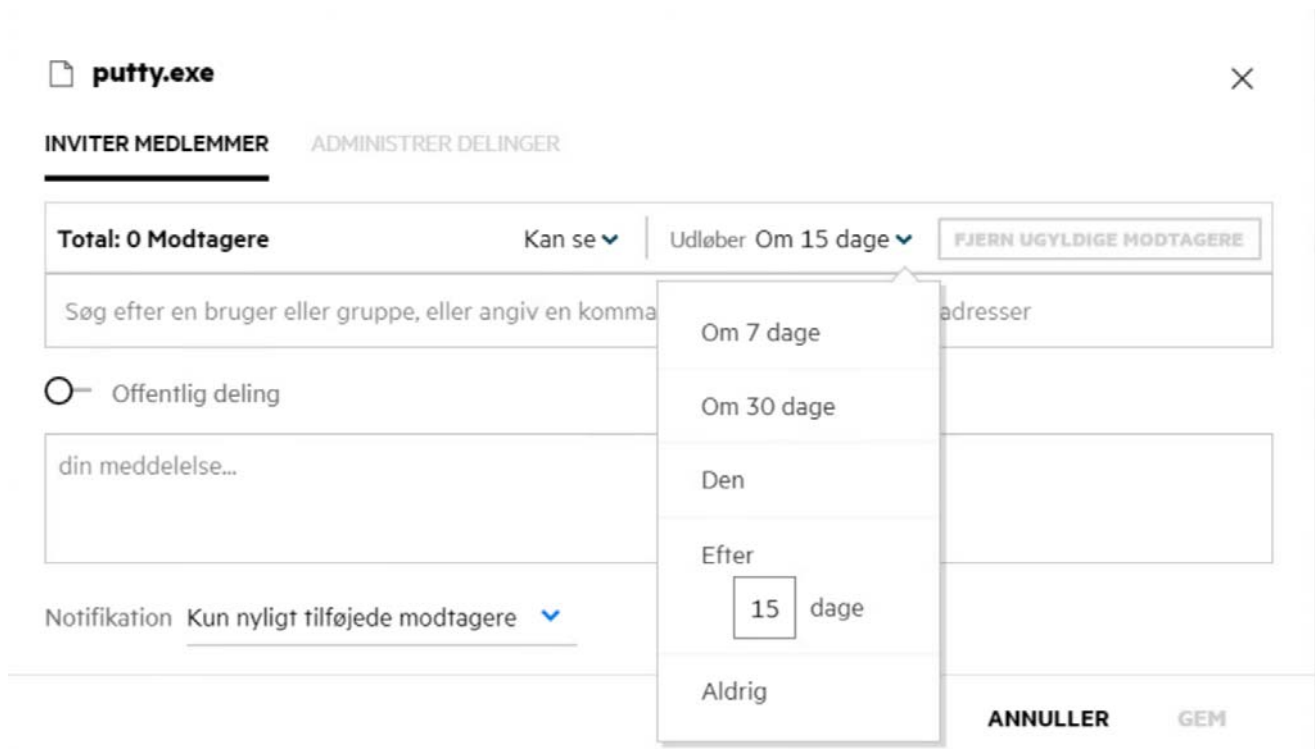 putty.exe
INVITER MEDLEMMER ADMINISTRER DELINGER
Total: 0 Modtagere Kan se Udløber Om 15 dage FJERN UGYLDIGE MODTAGERE
Søg efter en bruger eller gruppe, eller angiv en komma adresser
Om 7 dage
Offentlig deling
Om 30 dage
din meddelelse...
Den
Efter
15 dage
Notifikation Kun nyligt tilføjede modtagere
Aldrig
ANNULLER GEM